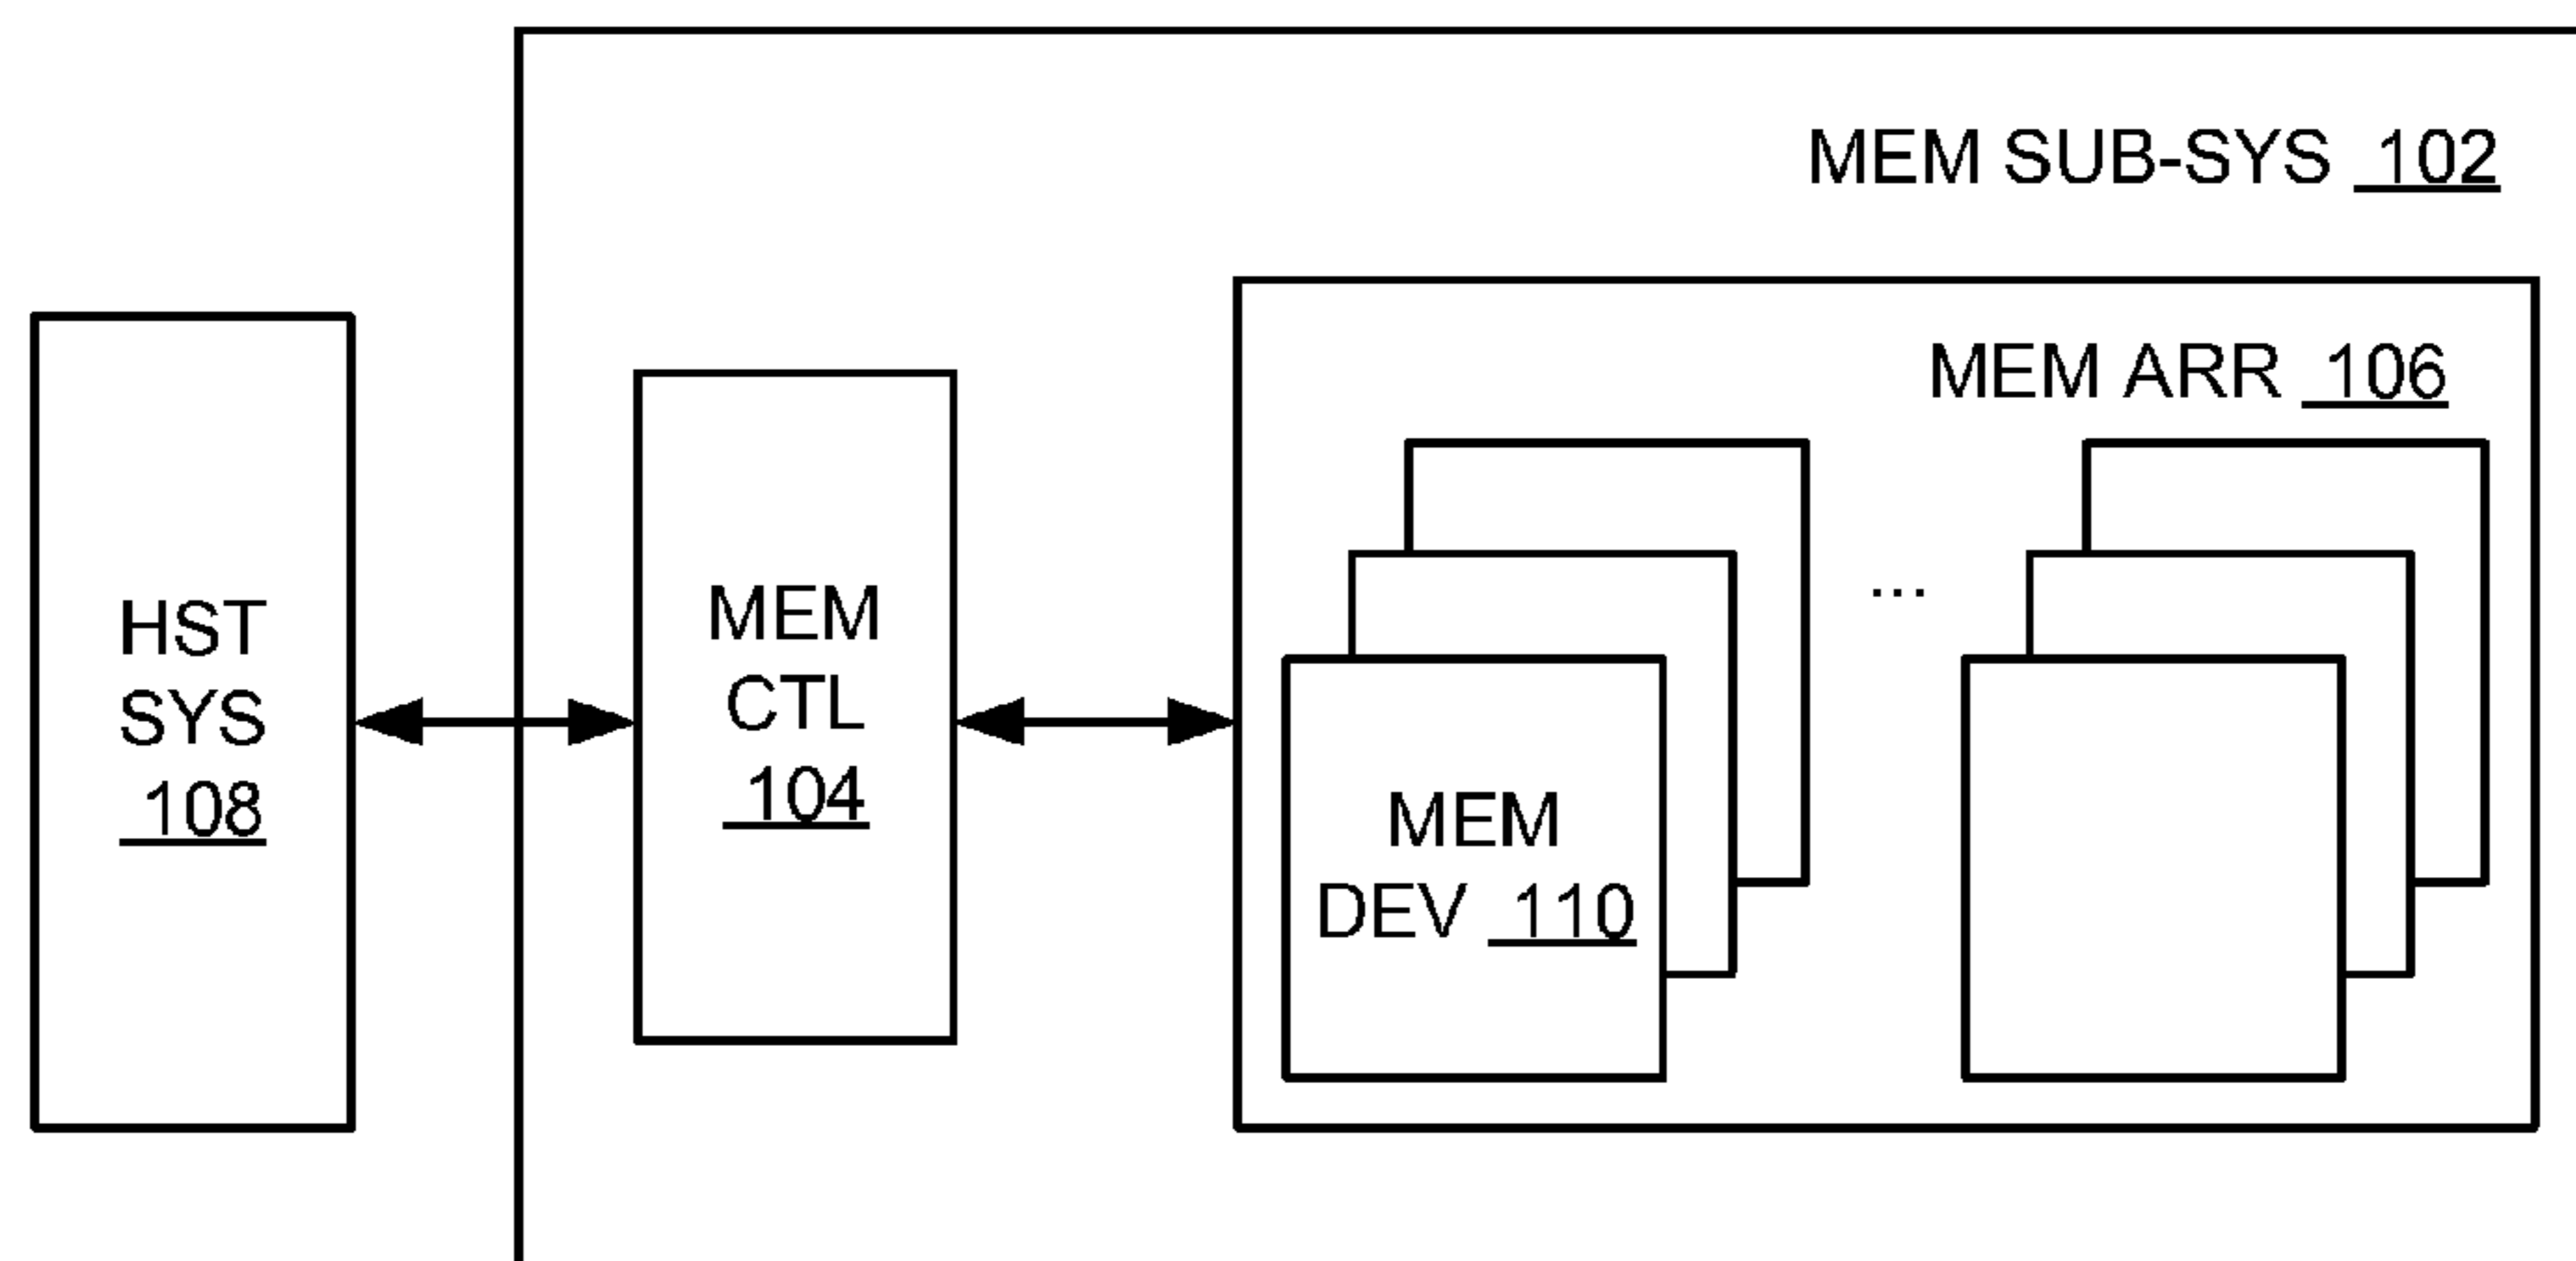 MEM SUB-SYS 102
MEM ARR 106
HST
SYS
108
MEM
CTL
104
MEM
DEV 110
...